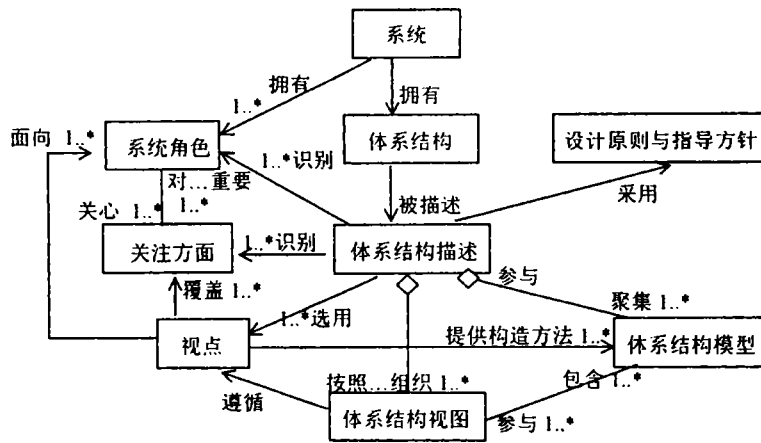 系统
拥有
1..*
拥有
面向 1..*
系统角色
体系结构
设计原则与指导方针
1..*识别
对…重要
1..*
采用
关心 1..*
被描述
关注方面
1..*识别
体系结构描述
参与
覆盖 1..*
聚集 1..*
1..*选用
视点
提供构造方法 1..*
体系结构模型
按照…组织 1..*
包含 1..*
遵循
体系结构视图
参与 1..*